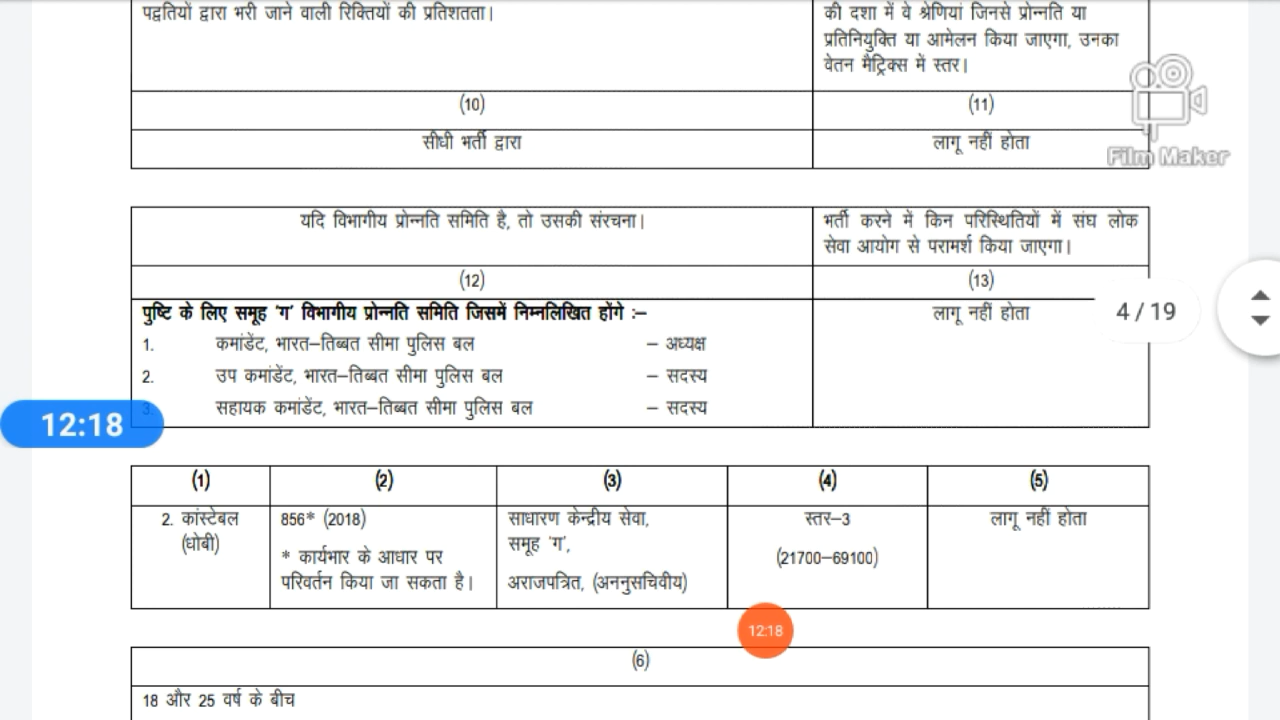 पद्दतियों द्वारा भरी जाने वाली रिक्तियों की प्रतिशतता।
की दशा में वे श्रेणियां जिनसे प्रोन्नति या
प्रतिनियुक्ति या आमेलन किया जाएगा, उनका
वेतन मैट्रिक्स में स्तर।
(10)
(11)
सीधी भर्ती द्वारा
लागू नहीं होता
Film Maker
यदि विभागीय प्रोन्नति समिति है, तो उसकी संरचना।
भर्ती करने में किन परिस्थितियों में संघ लोक
सेवा आयोग से परामर्श किया जाएगा।
(12)
(13)
पुष्टि के लिए समूह 'ग' विभागीय प्रोन्नति समिति जिसमें निम्नलिखित होंगे :–
लागू नहीं होता
4 / 19
1. कमांडेंट, भारत–तिब्बत सीमा पुलिस बल – अध्यक्ष
2. उप कमांडेंट, भारत–तिब्बत सीमा पुलिस बल – सदस्य
3. सहायक कमांडेंट, भारत–तिब्बत सीमा पुलिस बल – सदस्य
12:18
(1) (2) (3) (4) (5)
2. कांस्टेबल 856* (2018) साधारण केन्द्रीय सेवा, स्तर–3 लागू नहीं होता
(धोबी) समूह 'ग',
* कार्यभार के आधार पर (21700–69100)
परिवर्तन किया जा सकता है। अराजपत्रित, (अननुसचिवीय)
12:18
(6)
18 और 25 वर्ष के बीच